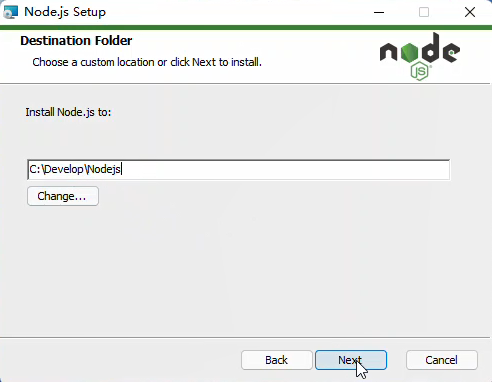 Node.js Setup
Destination Folder
Choose a custom location or click Next to install.
node
JS
Install Node.js to:
C:\Develop\Nodejs
Change...
Back
Next
Cancel